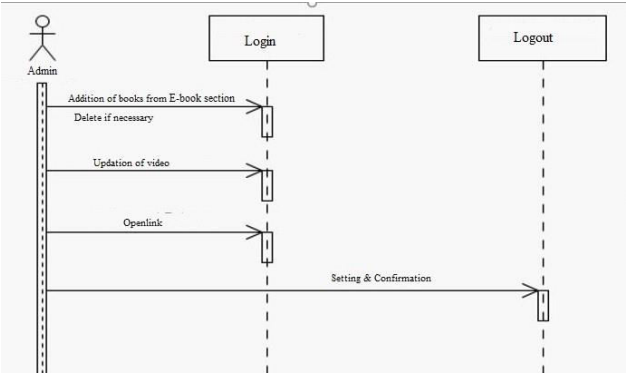 Login
Logout
Admin
Addition of books from E-book section
Delete if necessary
Updation of video
Openlink
Setting & Confirmation